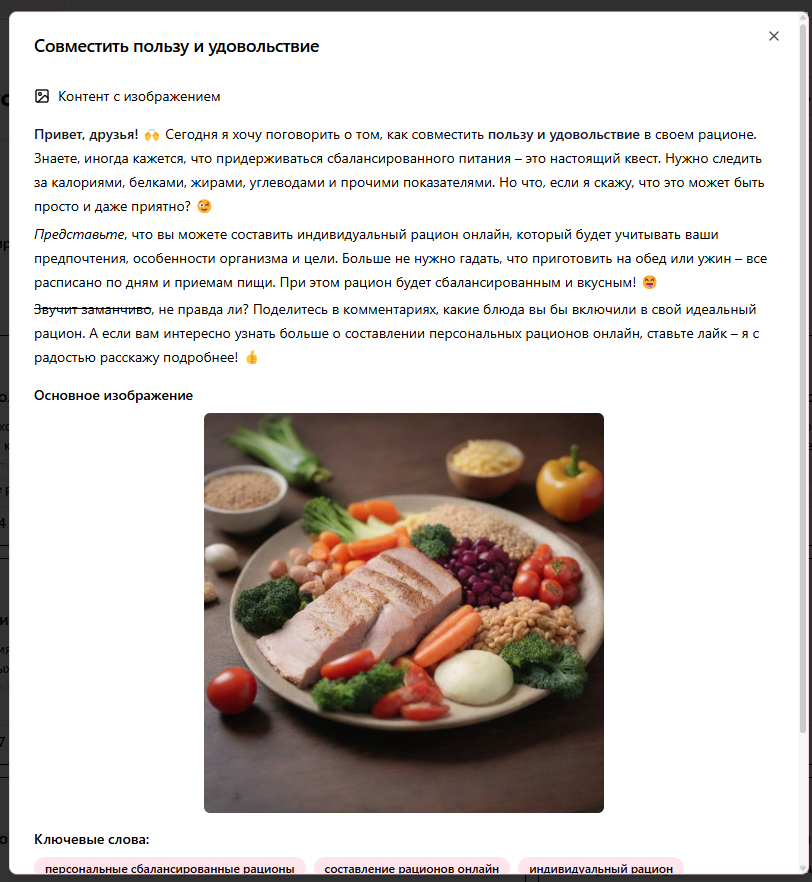 Совместить пользу и удовольствие
Контент с изображением
Привет, друзья! 🙌 Сегодня я хочу поговорить о том, как совместить пользу и удовольствие в своем рационе.
Знаете, иногда кажется, что придерживаться сбалансированного питания – это настоящий квест. Нужно следить
за калориями, белками, жирами, углеводами и прочими показателями. Но что, если я скажу, что это может быть
просто и даже приятно? 😉
Представьте, что вы можете составить индивидуальный рацион онлайн, который будет учитывать ваши
предпочтения, особенности организма и цели. Больше не нужно гадать, что приготовить на обед или ужин – все
расписано по дням и приемам пищи. При этом рацион будет сбалансированным и вкусным! 😝
Звучит заманчиво, не правда ли? Поделитесь в комментариях, какие блюда вы бы включили в свой идеальный
рацион. А если вам интересно узнать больше о составлении персональных рационов онлайн, ставьте лайк – я с
радостью расскажу подробнее! 👍
Основное изображение
Ключевые слова:
персональные сбалансированные рационы
составление рационов онлайн
индивидуальный рацион